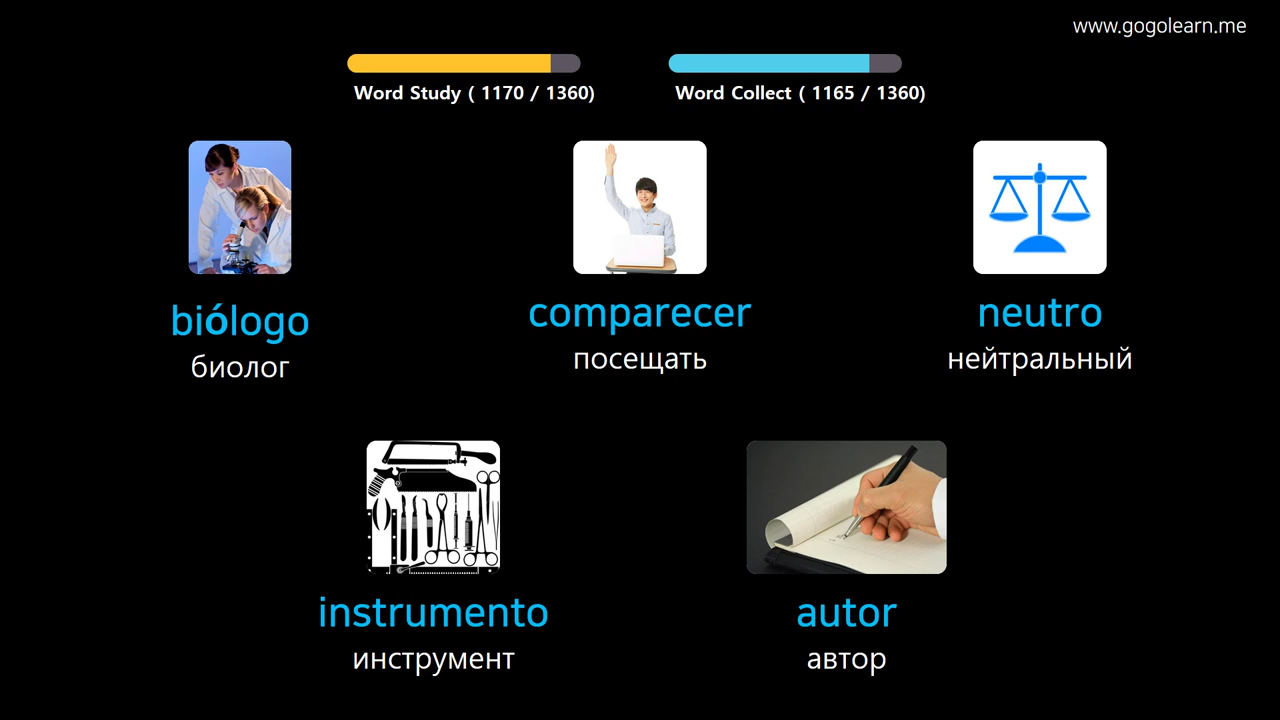 www.gogolearn.me
Word Study ( 1170 / 1360)
Word Collect ( 1165 / 1360)
biólogo
биолог
comparecer
посещать
neutro
нейтральный
instrumento
инструмент
autor
автор